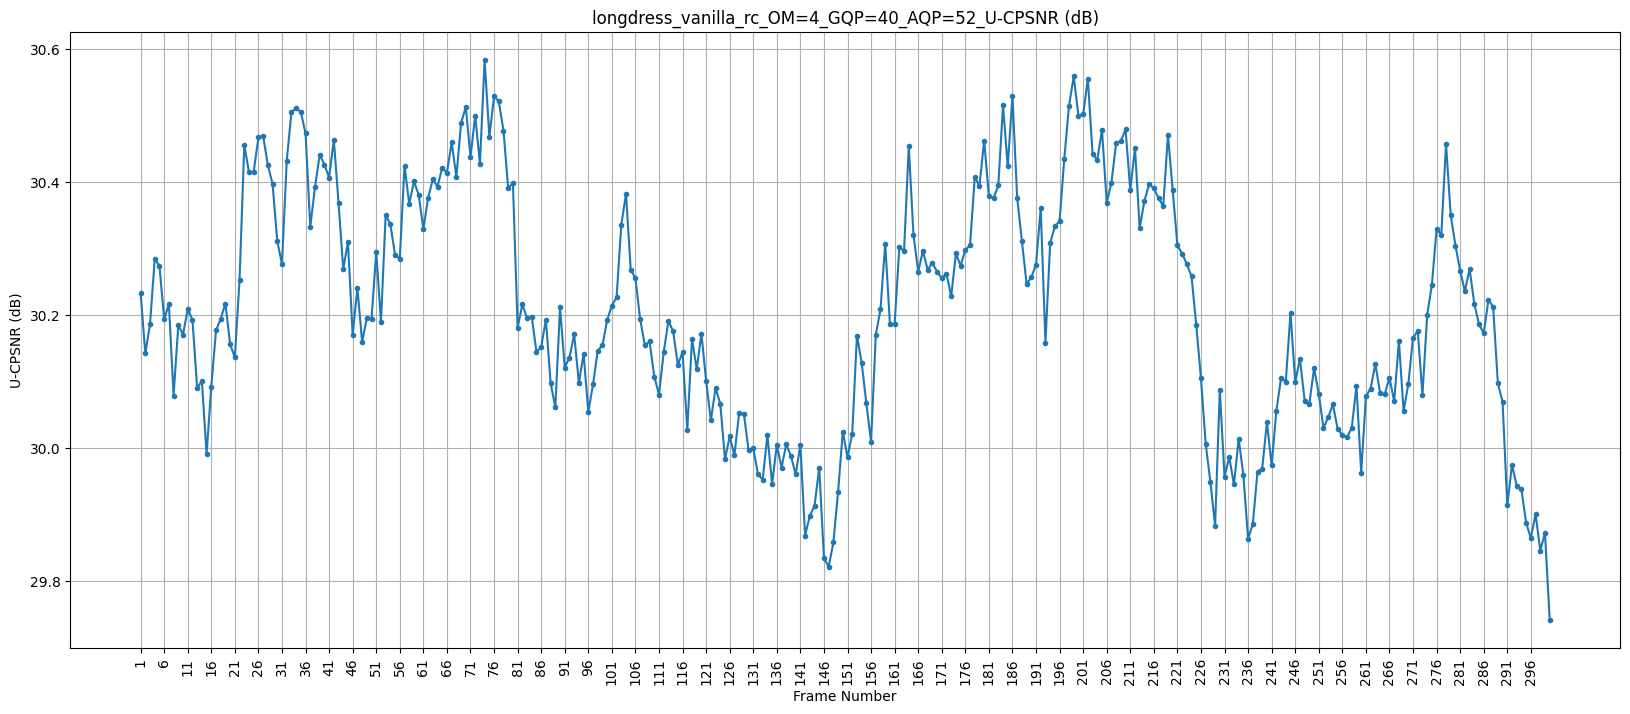 longdress_vanilla_rc_OM=4_GQP=40_AQP=52_U-CPSNR (dB)
30.6
30.4
30.2
30.0
29.8
U-CPSNR (dB)
1 6 11 16 21 26 31 36 41 46 51 56 61 66 71 76 81 86 91 96 101 106 111 116 121 126 131 136 141 146 151 156 161 166 171 176 181 186 191 196 201 206 211 216 221 226 231 236 241 246 251 256 261 266 271 276 281 286 291 296
Frame Number